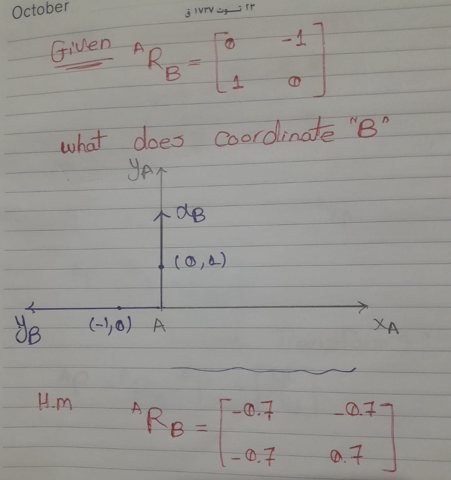 October ١٧٣٧ ق
Given ᴬR_B = [0 -1
1 0]
what does coordinate "B"
y_A
x_B
(0,1)
y_B (-1,0) A x_A
H.m ᴬR_B = [-0.7 -0.7
-0.7 0.7]